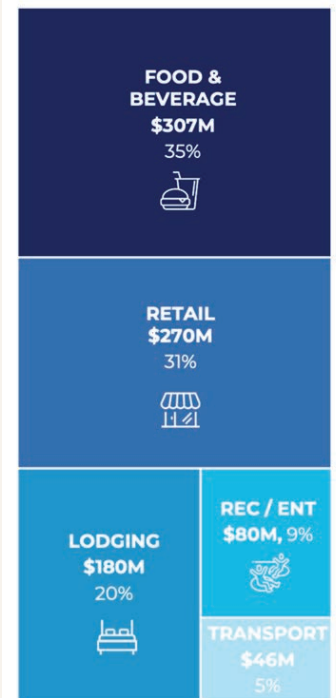 FOOD &
BEVERAGE
$307M
35%
RETAIL
$270M
31%
LODGING
$180M
20%
REC / ENT
$80M, 9%
TRANSPORT
$46M
5%